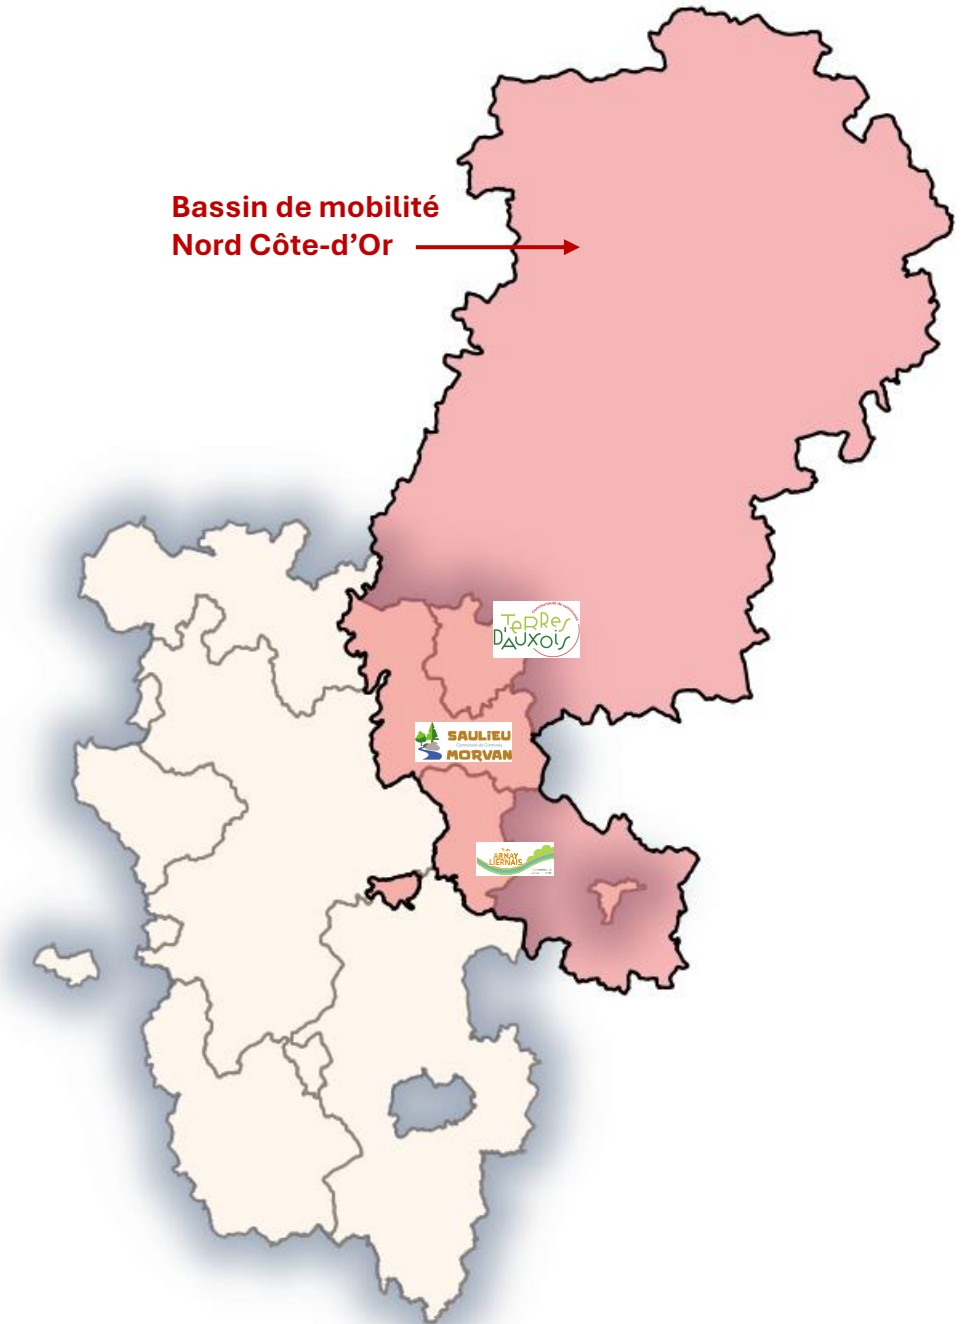 Bassin de mobilité
Nord Côte-d’Or
TeRRes
D'AUXOiS
SAULIEU
MORVAN
ARNAY
LIERNAIS